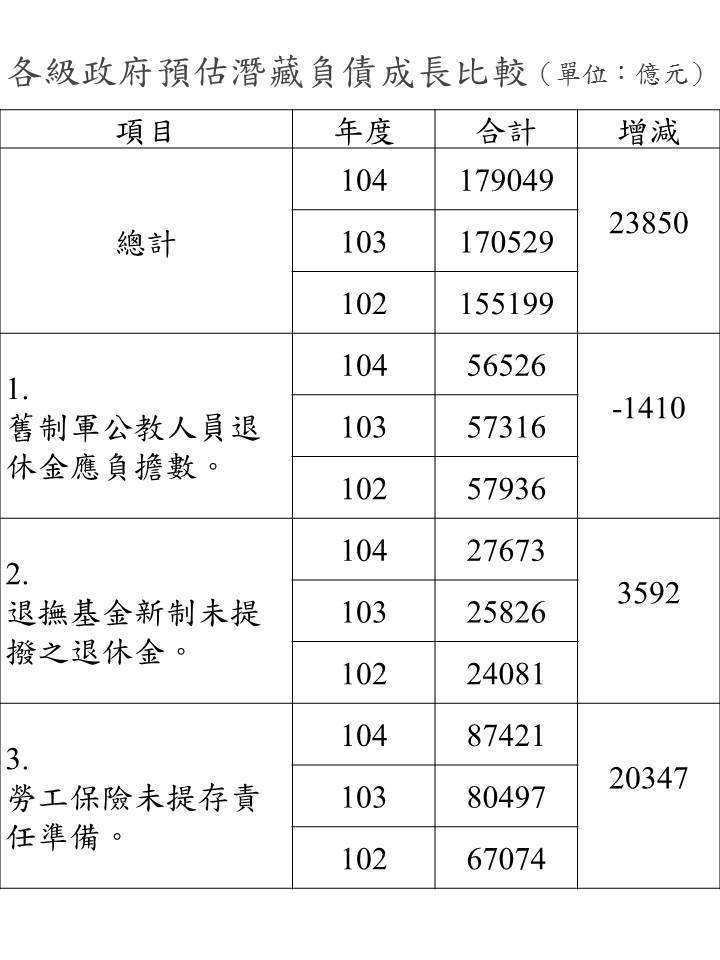 各級政府預估潛藏負債成長比較（單位：億元）
項目 年度 合計 增減
總計
104 179049
103 170529
102 155199
23850
1.
舊制軍公教人員退
休金應負擔數。
104 56526
103 57316
102 57936
-1410
2.
退撫基金新制未提
撥之退休金。
104 27673
103 25826
102 24081
3592
3.
勞工保險未提存責
任準備。
104 87421
103 80497
102 67074
20347